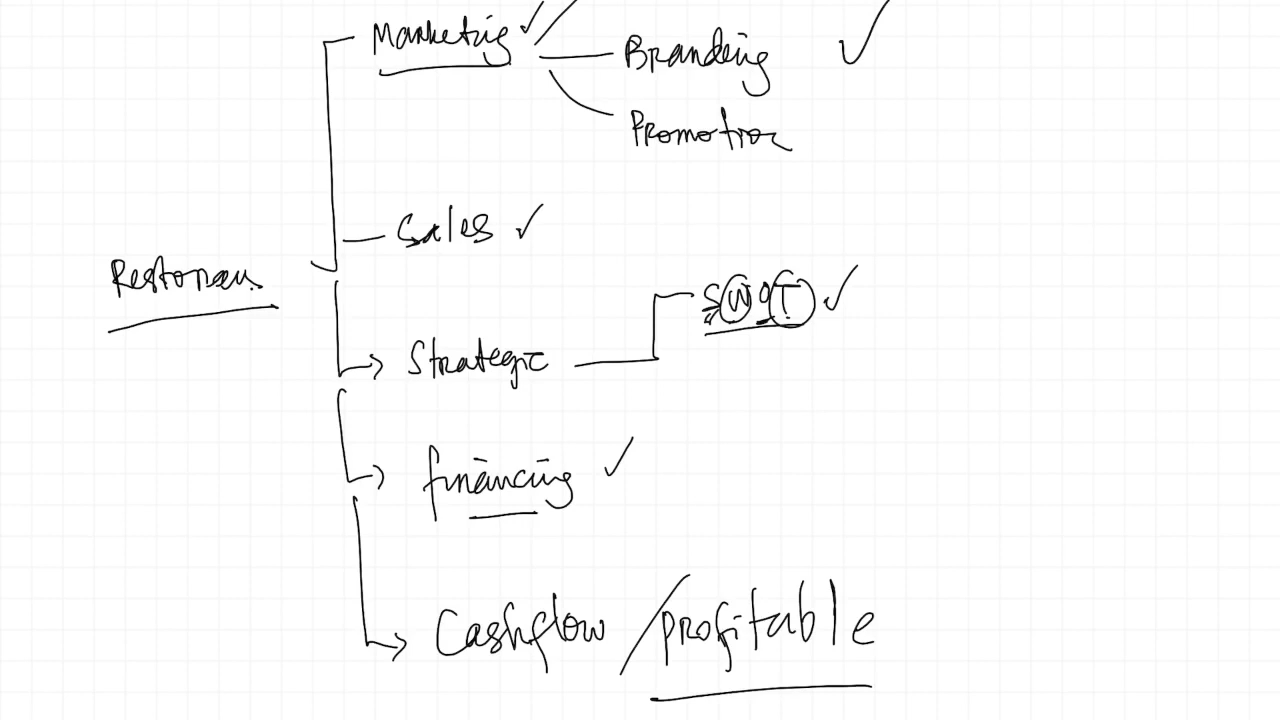 Marketing
Branding
Promotion
Sales
Restoran
SWOT
Strategic
financing
Cashflow / profitable